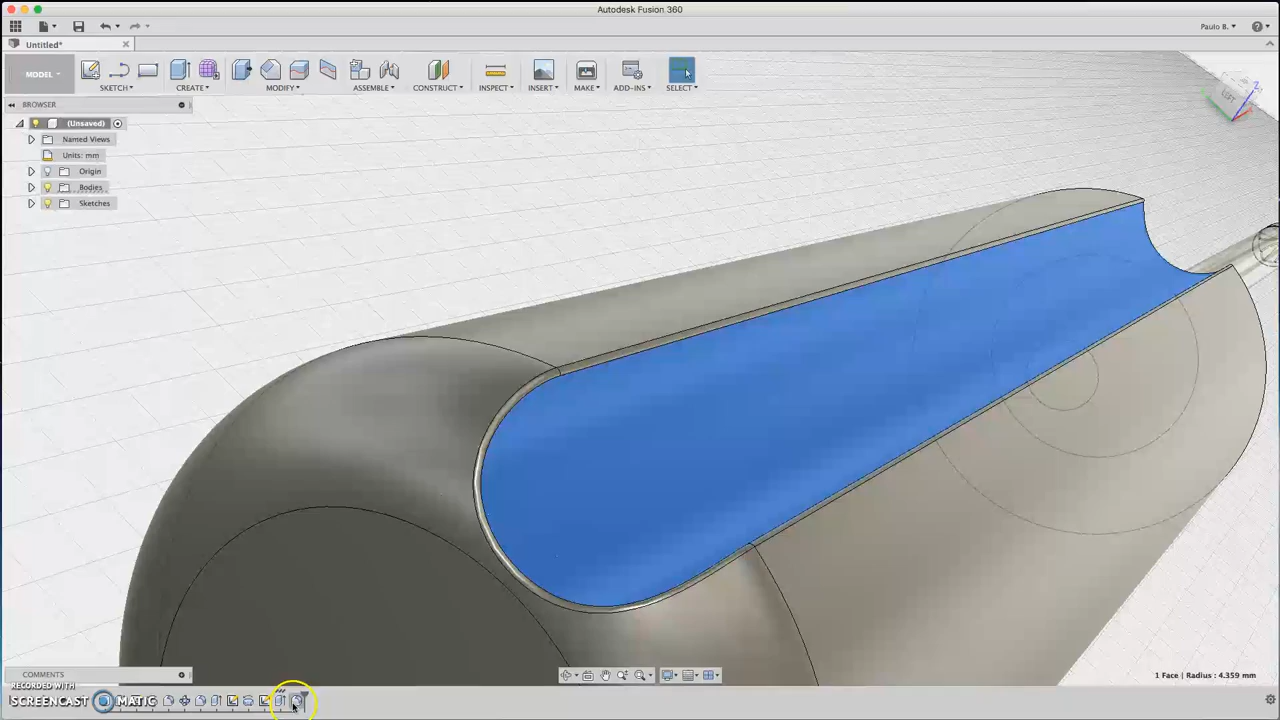 Autodesk Fusion 360
Paulo B.
Untitled*
MODEL
SKETCH
CREATE
MODIFY
ASSEMBLE
CONSTRUCT
INSPECT
INSERT
MAKE
ADD-INS
SELECT
BROWSER
(Unsaved)
Named Views
Units: mm
Origin
Bodies
Sketches
LEFT
Z
COMMENTS
1 Face | Radius : 4.359 mm
RECORDED WITH
SCREENCAST MATIC